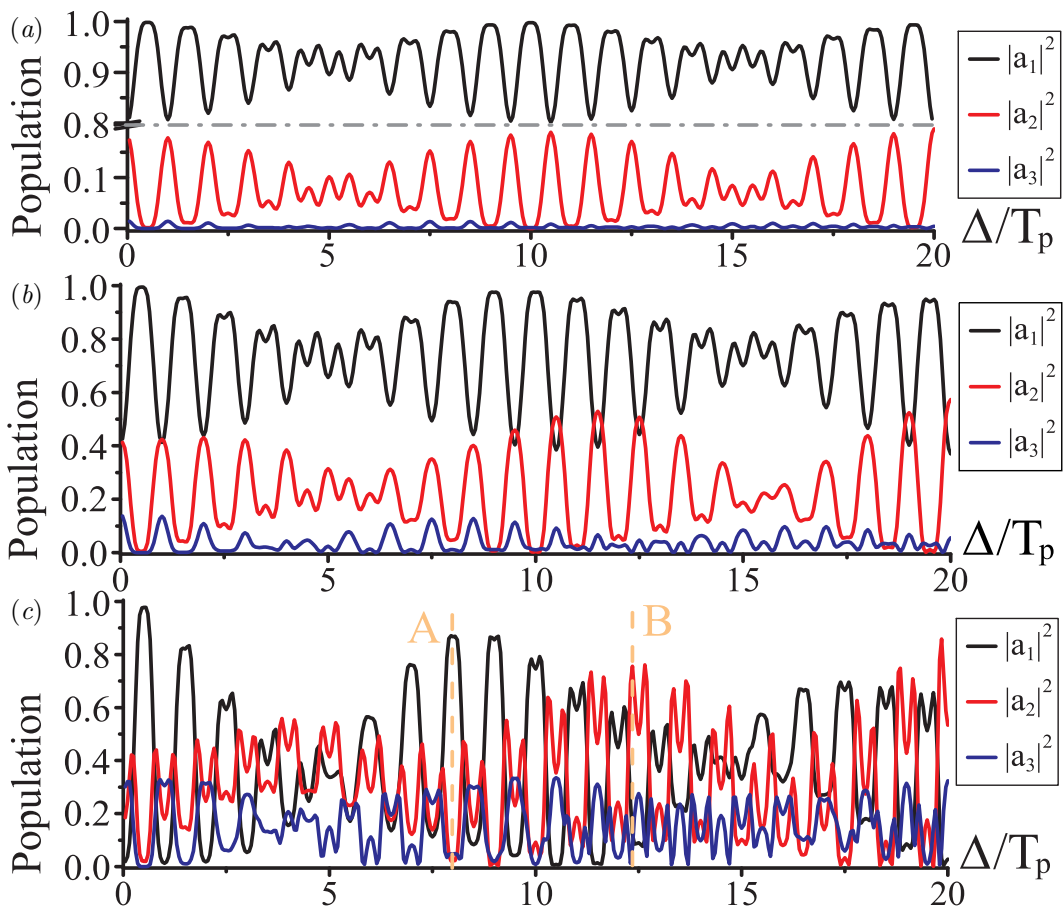 (a)
Population
1.0
0.9
0.8
0.1
0.0
0 5 10 15 20
Δ/Tₚ
|a₁|²
|a₂|²
|a₃|²
(b)
Population
1.0
0.8
0.6
0.4
0.2
0.0
0 5 10 15 20
Δ/Tₚ
|a₁|²
|a₂|²
|a₃|²
(c)
Population
1.0
0.8
0.6
0.4
0.2
0.0
A B
0 5 10 15 20
Δ/Tₚ
|a₁|²
|a₂|²
|a₃|²